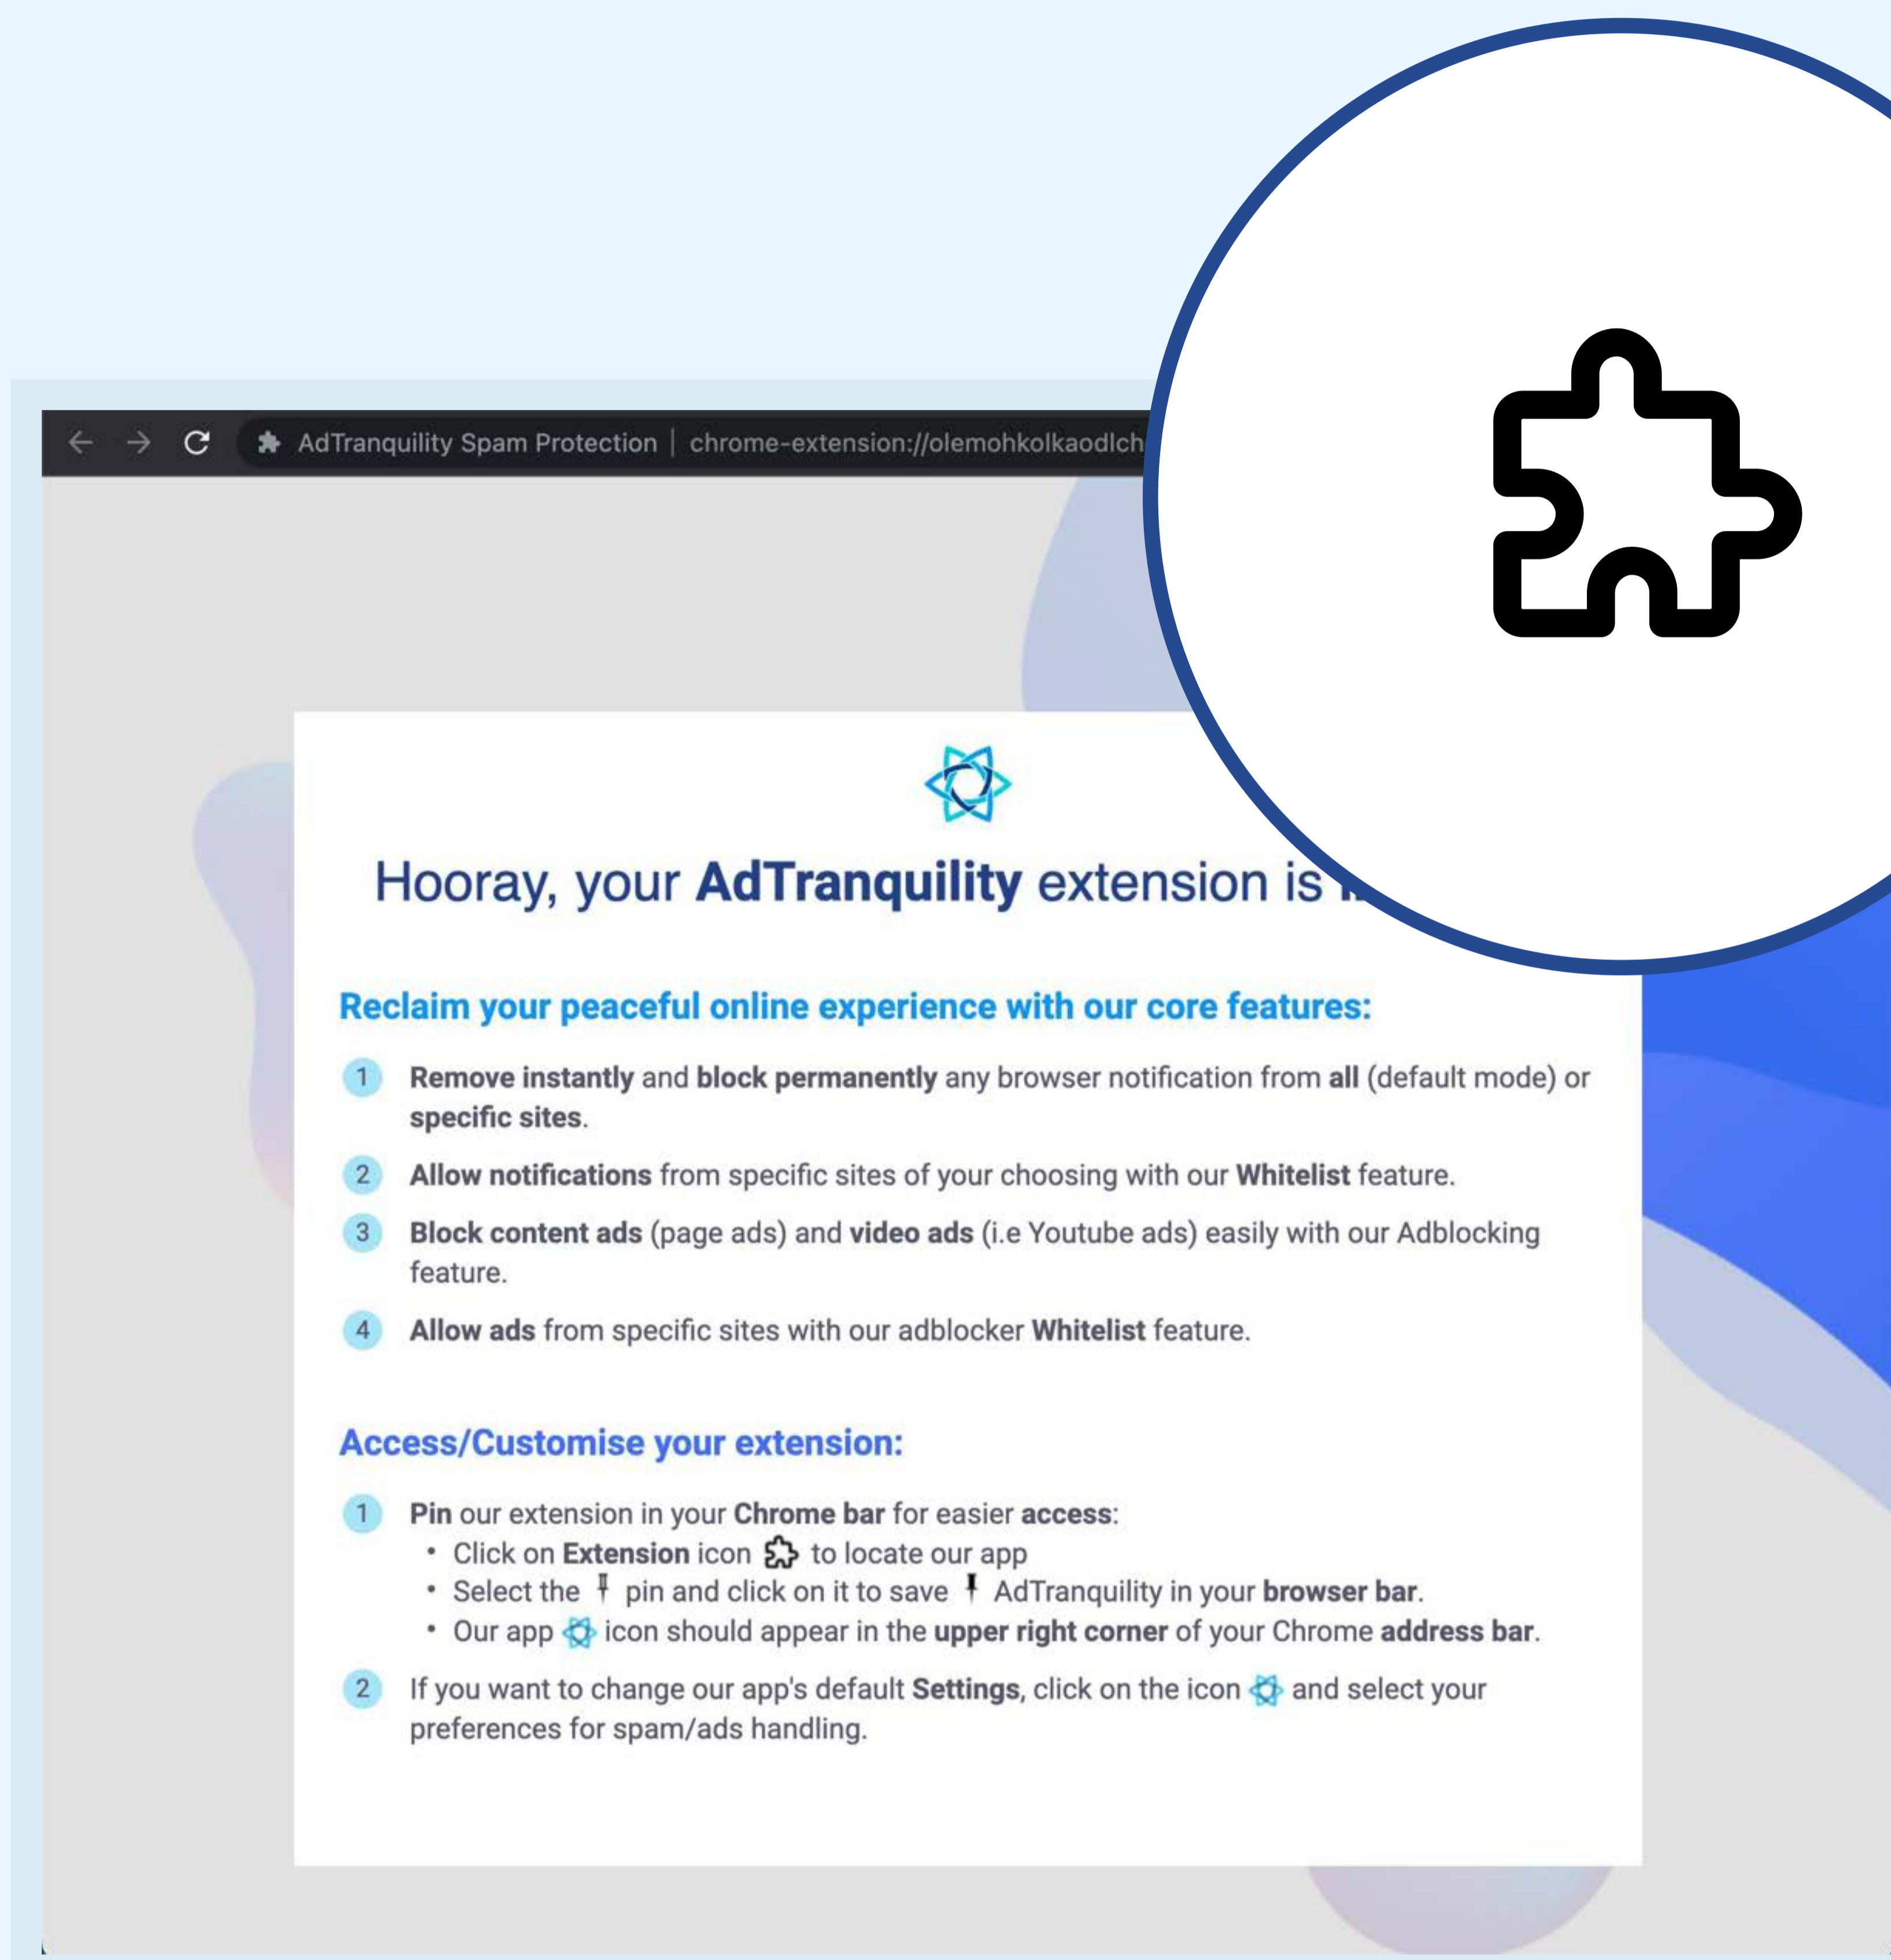 AdTranquility Spam Protection | chrome-extension://olemohkolkaodlch
Hooray, your AdTranquility extension is
Reclaim your peaceful online experience with our core features:
1 Remove instantly and block permanently any browser notification from all (default mode) or
specific sites.
2 Allow notifications from specific sites of your choosing with our Whitelist feature.
3 Block content ads (page ads) and video ads (i.e Youtube ads) easily with our Adblocking
feature.
4 Allow ads from specific sites with our adblocker Whitelist feature.
Access/Customise your extension:
1 Pin our extension in your Chrome bar for easier access:
• Click on Extension icon to locate our app
• Select the pin and click on it to save AdTranquility in your browser bar.
• Our app icon should appear in the upper right corner of your Chrome address bar.
2 If you want to change our app's default Settings, click on the icon and select your
preferences for spam/ads handling.